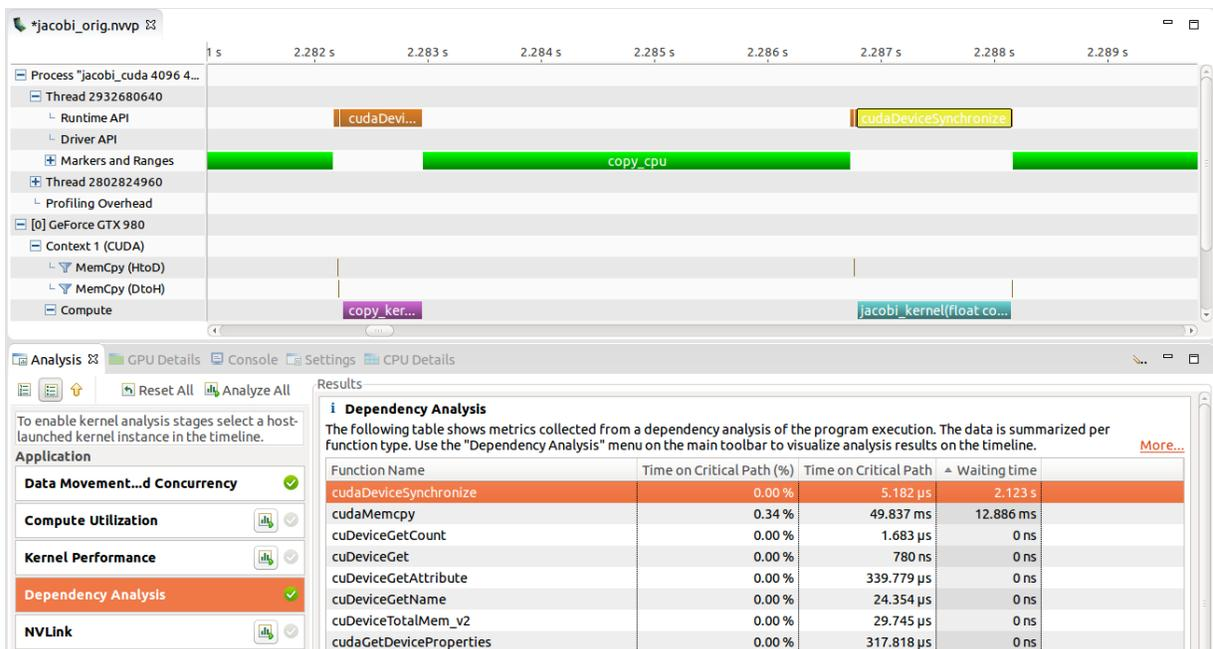 *jacobi_orig.nvvp
1 s 2.282 s 2.283 s 2.284 s 2.285 s 2.286 s 2.287 s 2.288 s 2.289 s
Process "jacobi_cuda 4096 4...
Thread 2932680640
Runtime API cudaDevi... cudaDeviceSynchronize
Driver API
Markers and Ranges copy_cpu
Thread 2802824960
Profiling Overhead
[0] GeForce GTX 980
Context 1 (CUDA)
MemCpy (HtoD)
MemCpy (DtoH)
Compute copy_ker... jacobi_kernel(float co...
Analysis GPU Details Console Settings CPU Details
Reset All Analyze All
To enable kernel analysis stages select a host-
launched kernel instance in the timeline.
Application
Data Movement...d Concurrency
Compute Utilization
Kernel Performance
Dependency Analysis
NVLink
Results
i Dependency Analysis
The following table shows metrics collected from a dependency analysis of the program execution. The data is summarized per
function type. Use the "Dependency Analysis" menu on the main toolbar to visualize analysis results on the timeline. More...
Function Name Time on Critical Path (%) Time on Critical Path Waiting time
cudaDeviceSynchronize 0.00 % 5.182 µs 2.123 s
cudaMemcpy 0.34 % 49.837 ms 12.886 ms
cuDeviceGetCount 0.00 % 1.683 µs 0 ns
cuDeviceGet 0.00 % 780 ns 0 ns
cuDeviceGetAttribute 0.00 % 339.779 µs 0 ns
cuDeviceGetName 0.00 % 24.354 µs 0 ns
cuDeviceTotalMem_v2 0.00 % 29.745 µs 0 ns
cudaGetDeviceProperties 0.00 % 317.818 µs 0 ns